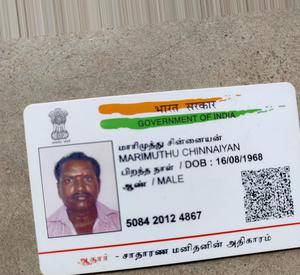 भारत सरकार
GOVERNMENT OF INDIA
மாரிமுத்து சின்னையன்
MARIMUTHU CHINNAIYAN
பிறந்த நாள் / DOB : 16/08/1968
ஆண் / MALE
5084 2012 4867
ஆதார் - சாதாரண மனிதனின் அதிகாரம்